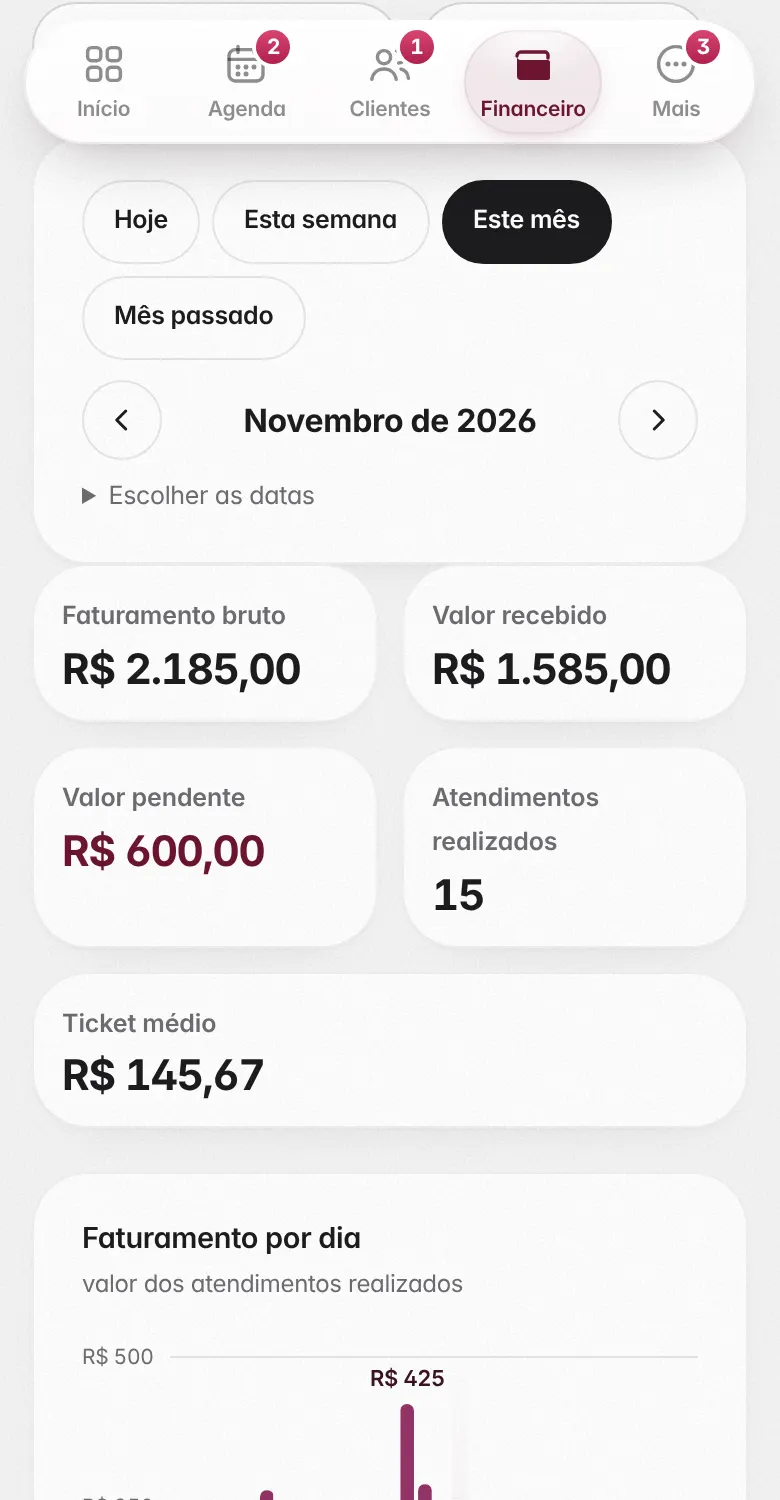 2
1
3
Início
Agenda
Clientes
Financeiro
Mais
Hoje
Esta semana
Este mês
Mês passado
Novembro de 2026
Escolher as datas
Faturamento bruto
R$ 2.185,00
Valor recebido
R$ 1.585,00
Valor pendente
R$ 600,00
Atendimentos
realizados
15
Ticket médio
R$ 145,67
Faturamento por dia
valor dos atendimentos realizados
R$ 500
R$ 425